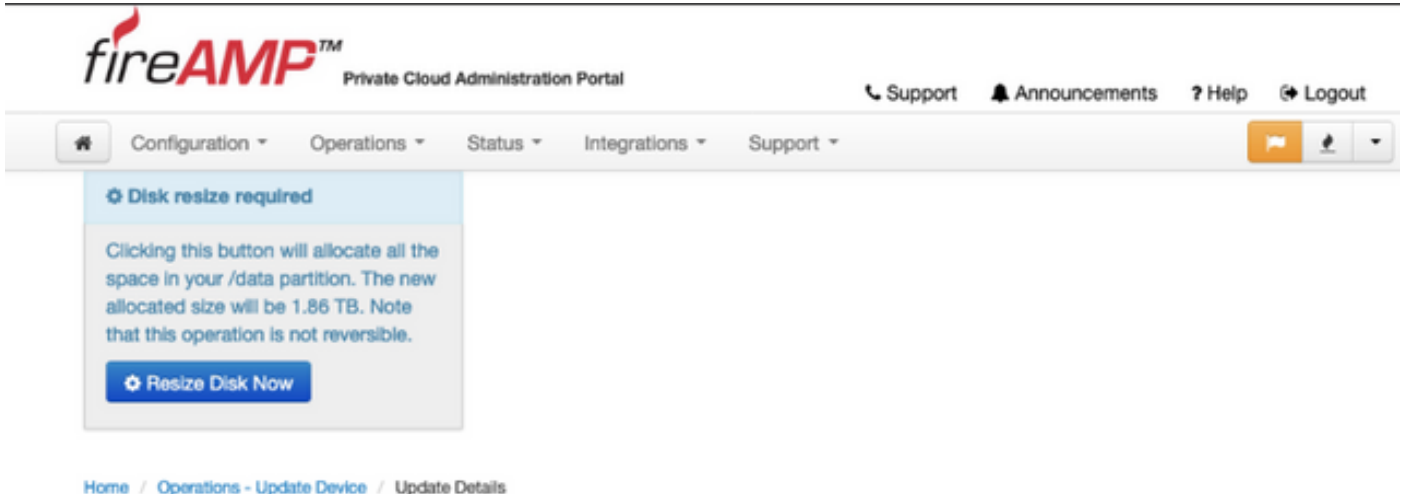 fireAMP™ Private Cloud Administration Portal
Support Announcements ? Help Logout
Configuration Operations Status Integrations Support
Disk resize required
Clicking this button will allocate all the
space in your /data partition. The new
allocated size will be 1.86 TB. Note
that this operation is not reversible.
Resize Disk Now
Home / Operations - Update Device / Update Details